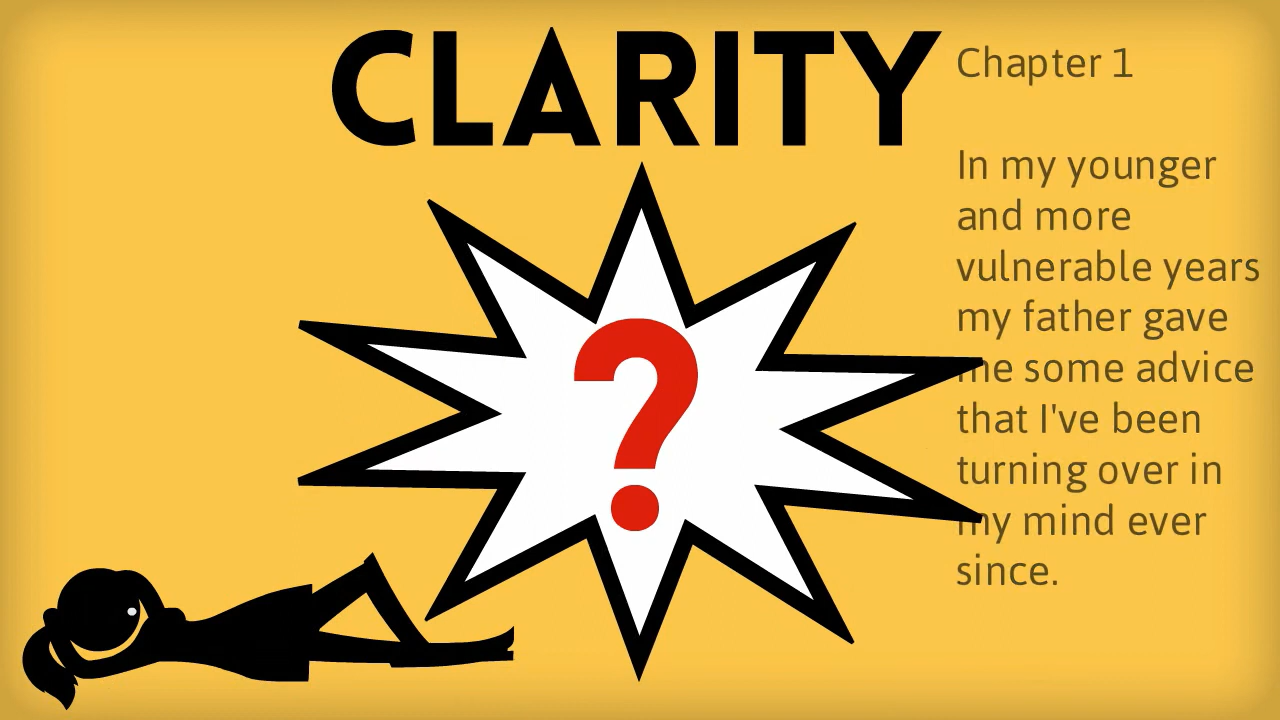 CLARITY
?
Chapter 1
In my younger
and more
vulnerable years
my father gave
me some advice
that I've been
turning over in
my mind ever
since.